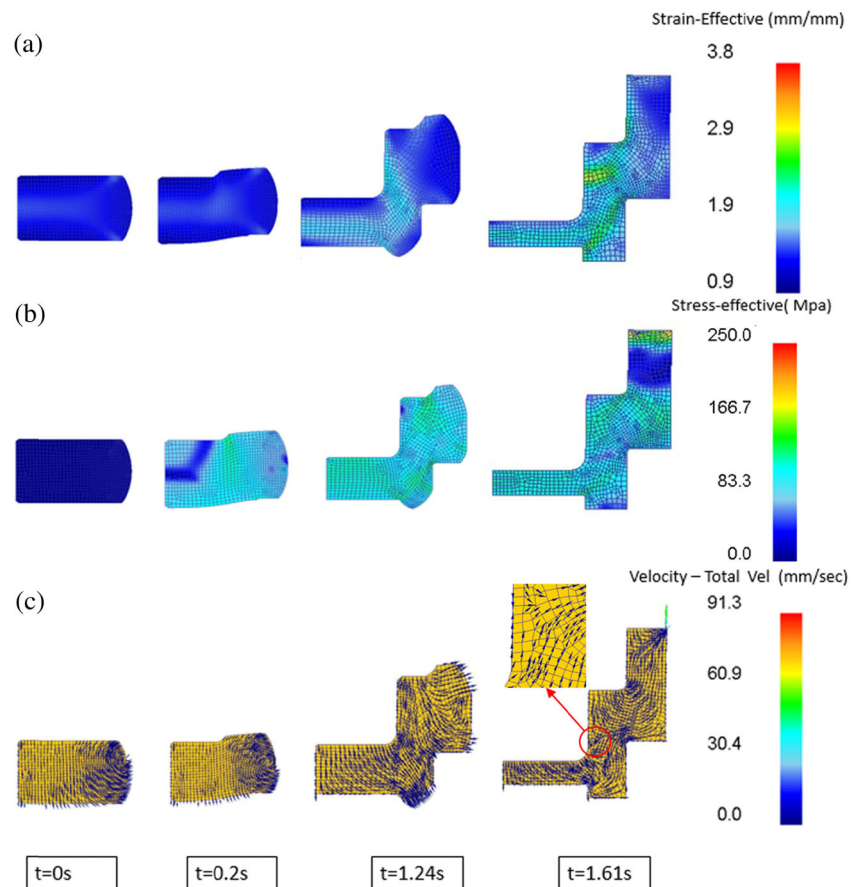 (a)
Strain-Effective (mm/mm)
3.8
2.9
1.9
0.9
(b)
Stress-effective( Mpa)
250.0
166.7
83.3
0.0
(c)
Velocity – Total Vel (mm/sec)
91.3
60.9
30.4
0.0
t=0s
t=0.2s
t=1.24s
t=1.61s